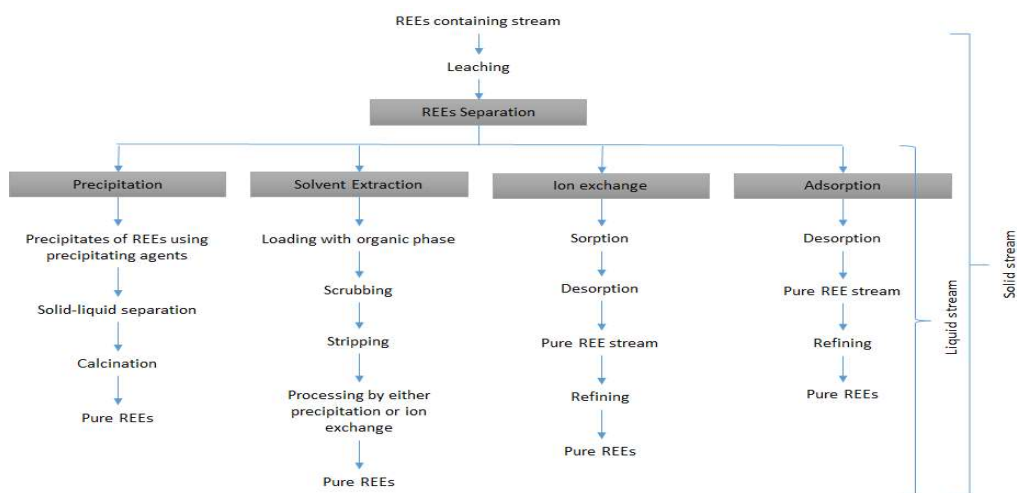 REEs containing stream
Leaching
REEs Separation
Precipitation
Precipitates of REEs using
precipitating agents
Solid-liquid separation
Calcination
Pure REEs
Solvent Extraction
Loading with organic phase
Scrubbing
Stripping
Processing by either
precipitation or ion
exchange
Pure REEs
Ion exchange
Sorption
Desorption
Pure REE stream
Refining
Pure REEs
Adsorption
Desorption
Pure REE stream
Refining
Pure REEs
Liquid stream
Solid stream